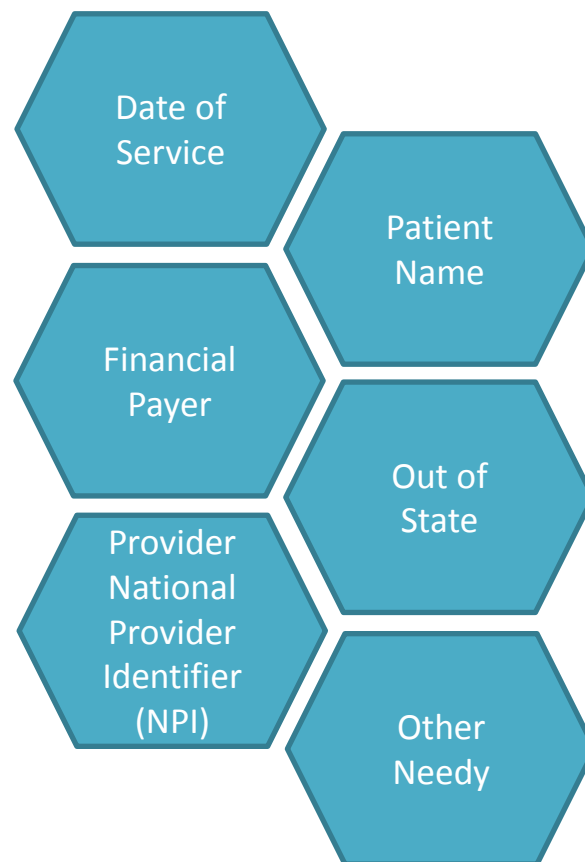 Date of
Service
Patient
Name
Financial
Payer
Out of
State
Provider
National
Provider
Identifier
(NPI)
Other
Needy